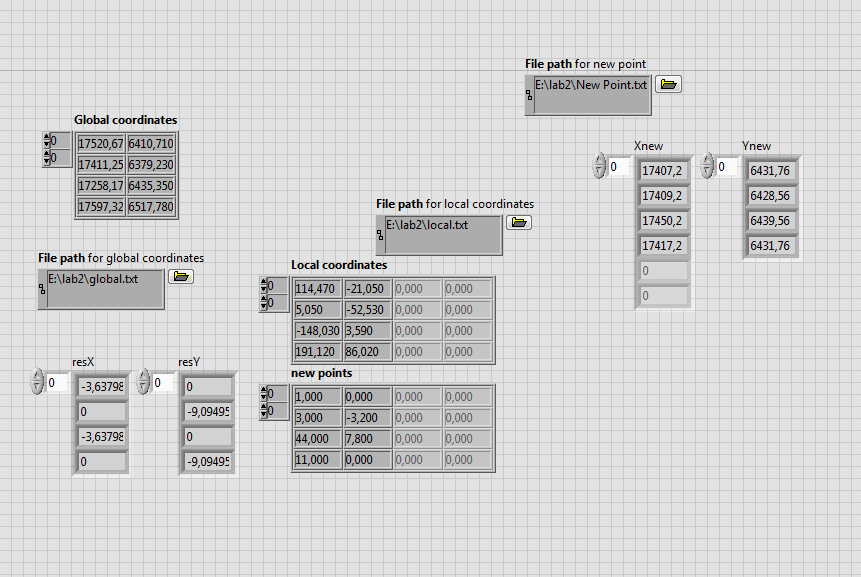 File path for new point
E:\lab2\New Point.txt
Global coordinates
0
0
17520,67 6410,710
17411,25 6379,230
17258,17 6435,350
17597,32 6517,780
Xnew
0
17407,2
17409,2
17450,2
17417,2
0
0
Ynew
0
6431,76
6428,56
6439,56
6431,76
File path for local coordinates
E:\lab2\local.txt
File path for global coordinates
E:\lab2\global.txt
Local coordinates
0
0
114,470 -21,050 0,000 0,000
5,050 -52,530 0,000 0,000
-148,030 3,590 0,000 0,000
191,120 86,020 0,000 0,000
resX
0
-3,63798
0
-3,63798
0
resY
0
0
-9,09495
0
-9,09495
new points
0
0
1,000 0,000 0,000 0,000
3,000 -3,200 0,000 0,000
44,000 7,800 0,000 0,000
11,000 0,000 0,000 0,000